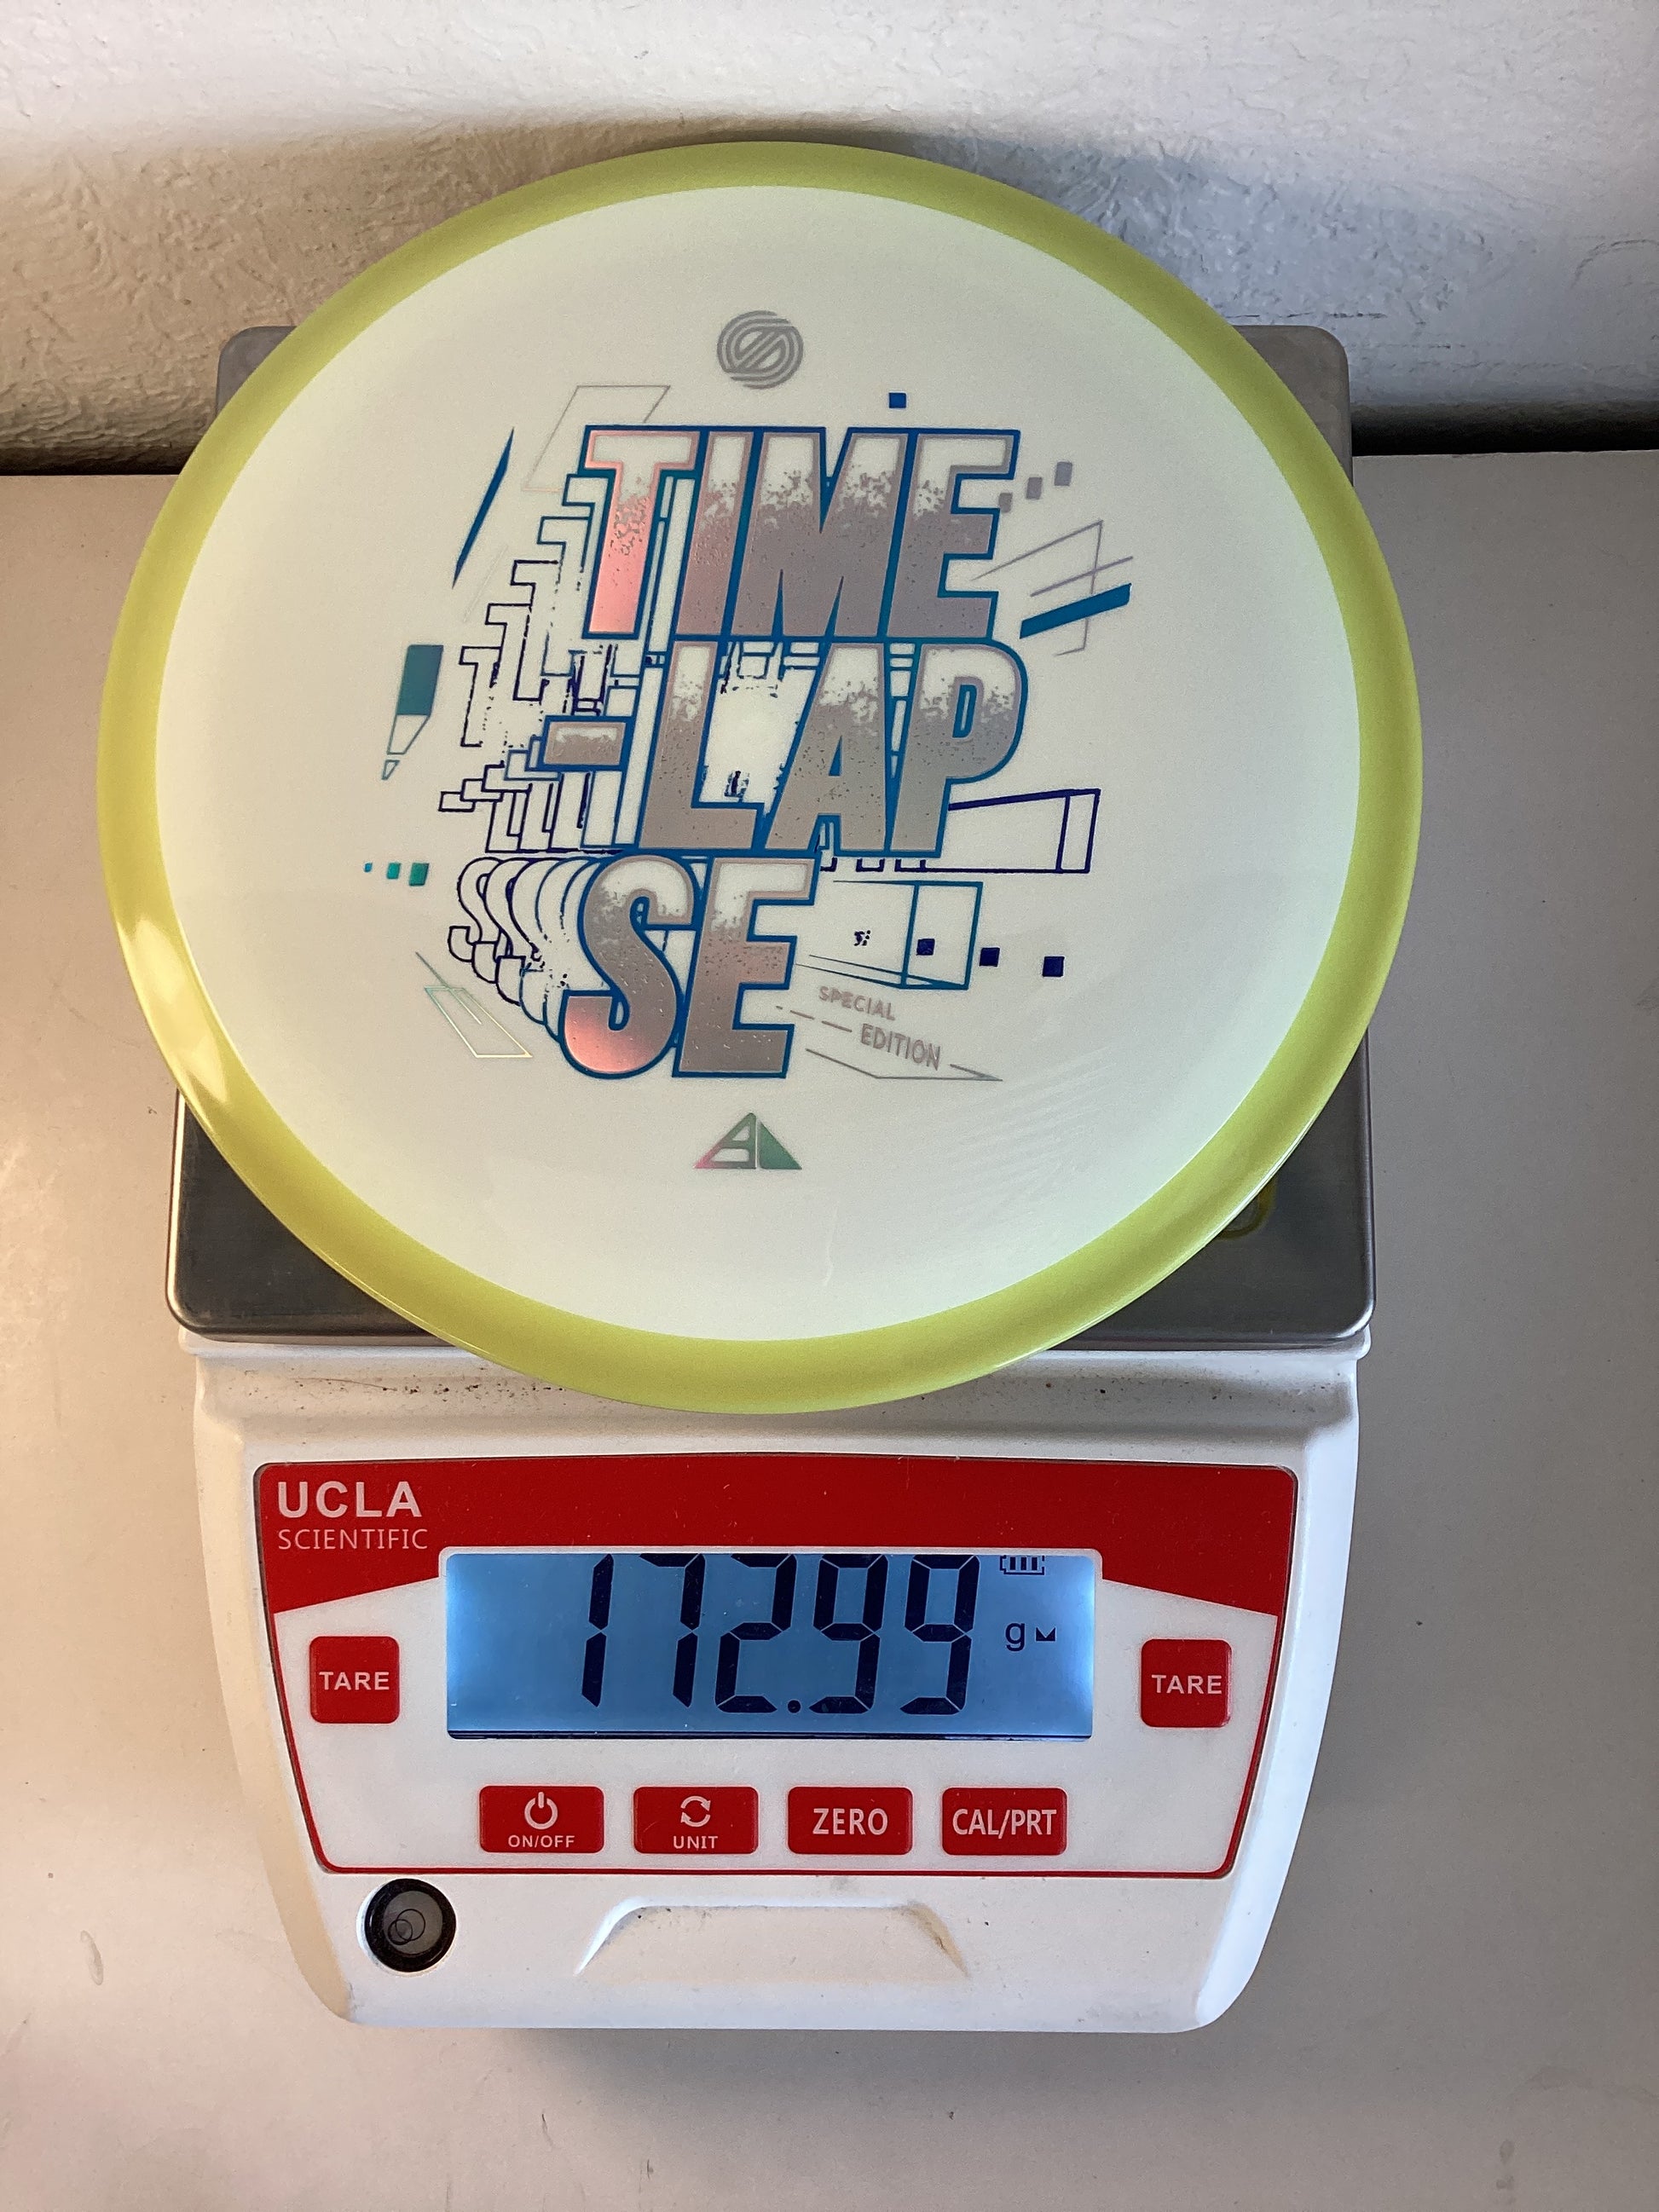 TIME
-LAP
SE
SPECIAL
EDITION
UCLA
SCIENTIFIC
172.99
g
TARE
TARE
ON/OFF
UNIT
ZERO
CAL/PRT